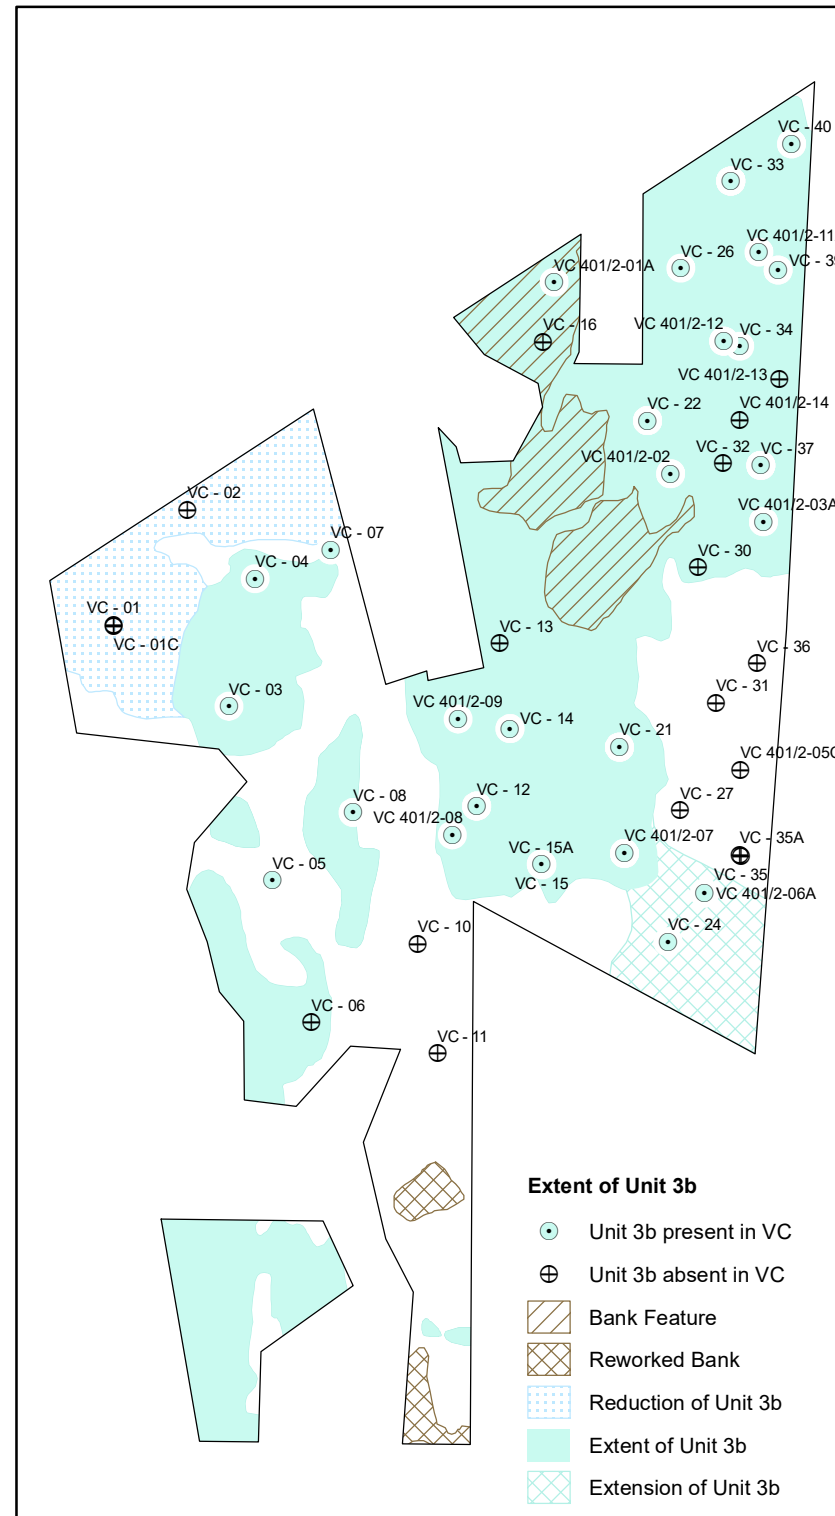 VC - 40
VC - 33
VC 401/2-11
VC - 26
VC - 39
VC 401/2-01A
VC - 16
VC 401/2-12
VC - 34
VC 401/2-13
VC 401/2-14
VC - 22
VC - 32
VC - 37
VC 401/2-02
VC - 02
VC 401/2-03A
VC - 07
VC - 04
VC - 30
VC - 01
VC - 01C
VC - 13
VC - 36
VC - 03
VC - 31
VC 401/2-09
VC - 14
VC - 21
VC 401/2-05C
VC - 08
VC - 12
VC - 27
VC 401/2-08
VC - 15A
VC 401/2-07
VC - 35A
VC - 05
VC - 15
VC - 35
VC 401/2-06A
VC - 10
VC - 24
VC - 06
VC - 11
Extent of Unit 3b
Unit 3b present in VC
Unit 3b absent in VC
Bank Feature
Reworked Bank
Reduction of Unit 3b
Extent of Unit 3b
Extension of Unit 3b